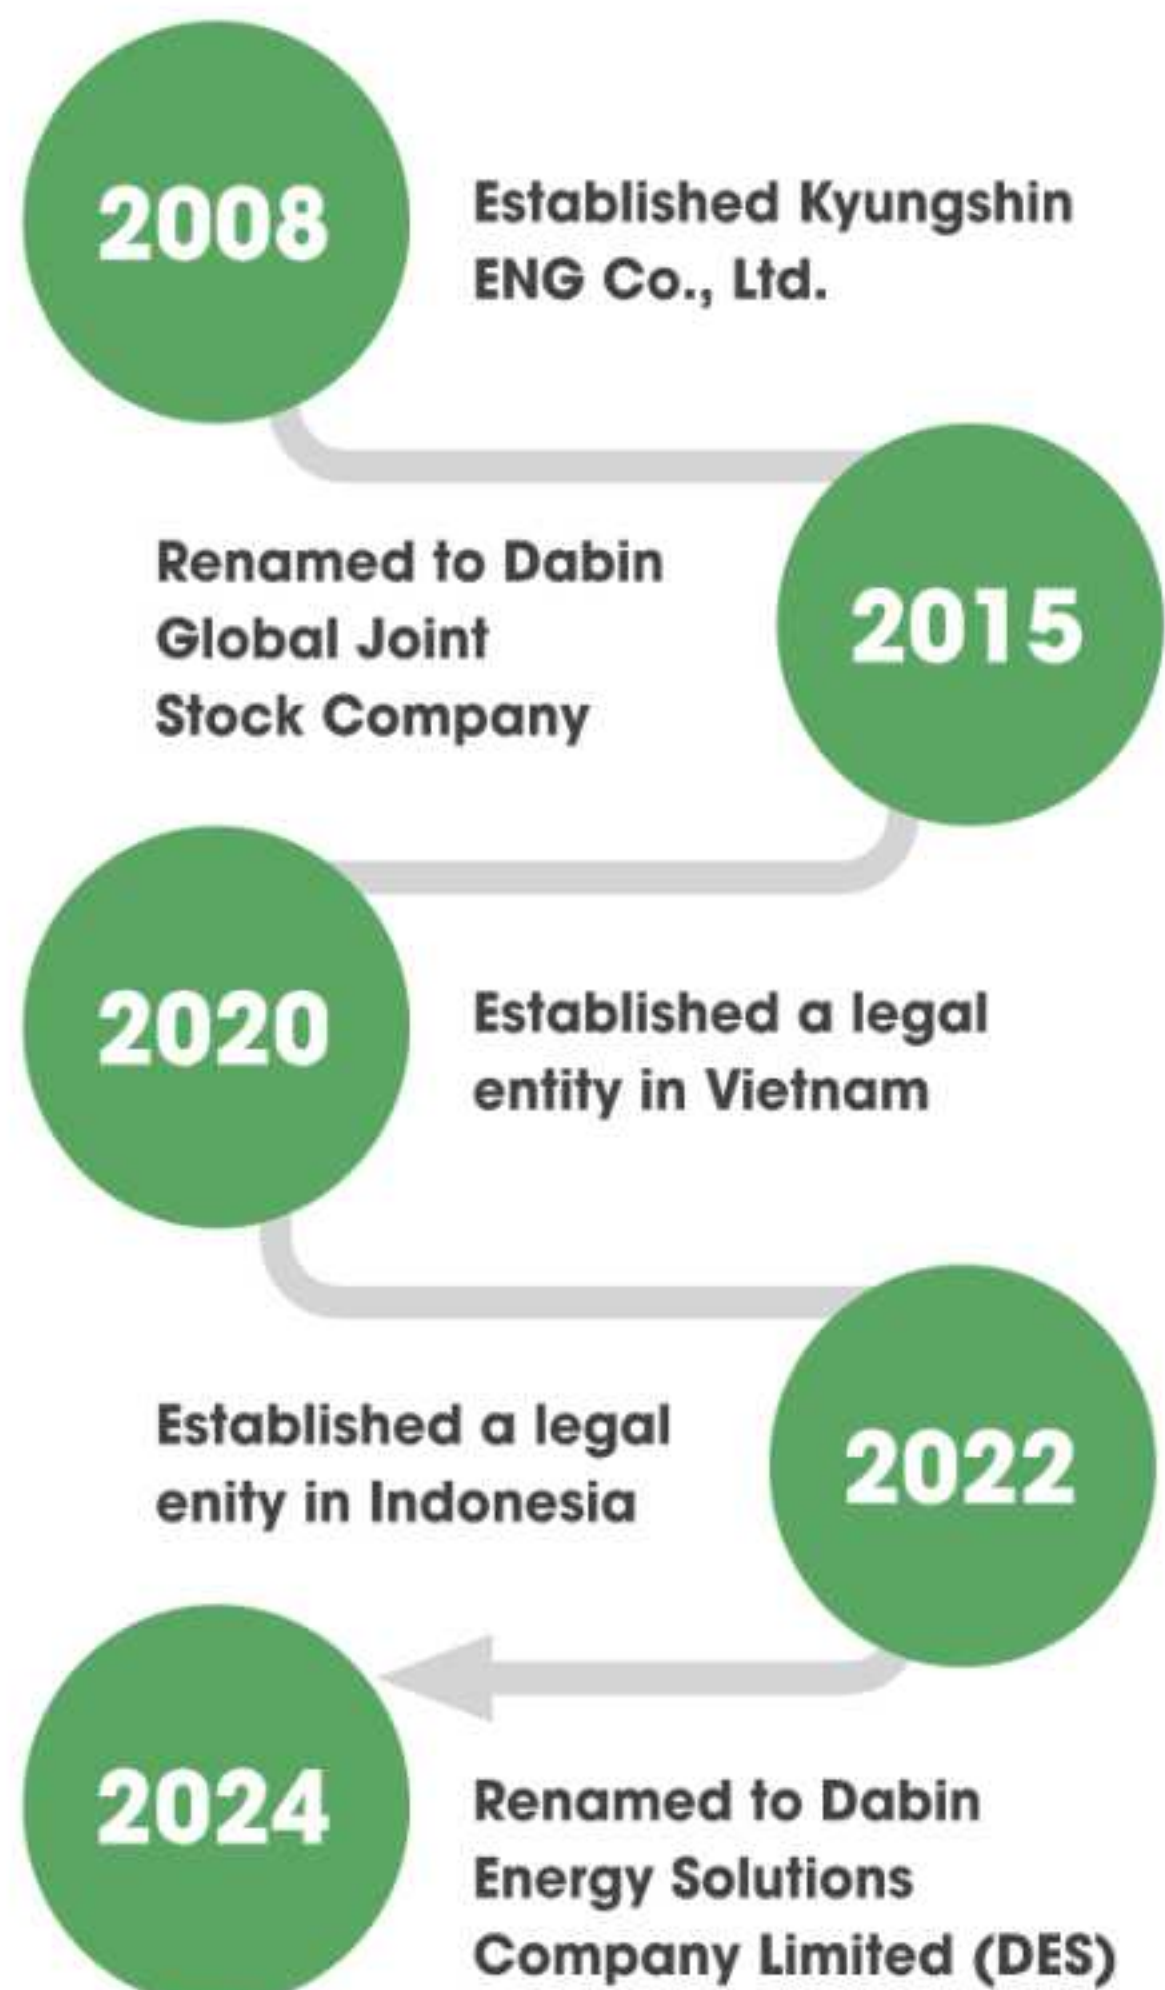 2008
Established Kyungshin
ENG Co., Ltd.
Renamed to Dabin
Global Joint
Stock Company
2015
2020
Established a legal
entity in Vietnam
Established a legal
enity in Indonesia
2022
2024
Renamed to Dabin
Energy Solutions
Company Limited (DES)